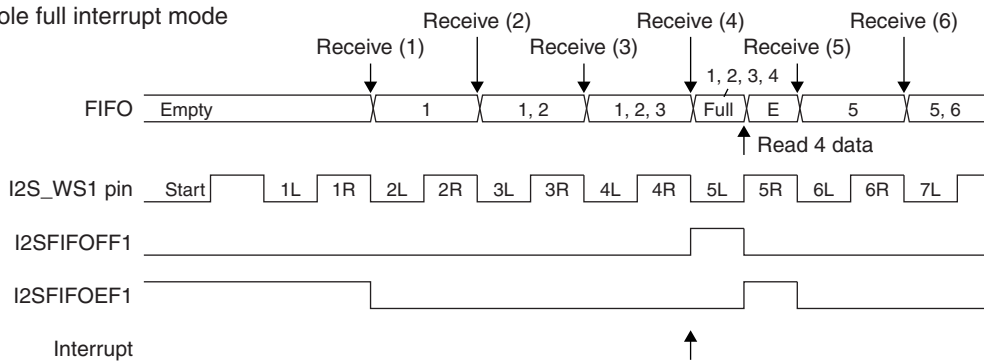 ole full interrupt mode
Receive (2) Receive (4) Receive (6)
Receive (1) Receive (3) Receive (5)
1, 2, 3, 4
FIFO Empty 1 1, 2 1, 2, 3 Full E 5 5, 6
Read 4 data
I2S_WS1 pin Start 1L 1R 2L 2R 3L 3R 4L 4R 5L 5R 6L 6R 7L
I2SFIFOFF1
I2SFIFOEF1
Interrupt